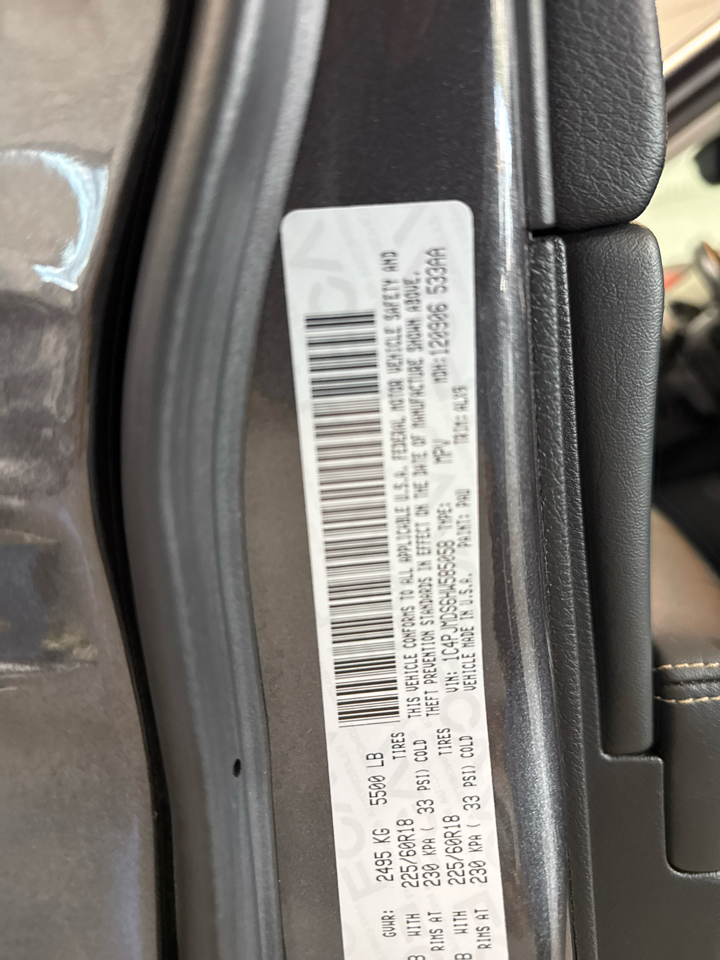 GVWR: 2495 KG 5500 LB
WITH 225/60R18 TIRES
RIMS AT 230 KPA ( 33 PSI) COLD
WITH 225/60R18 TIRES
RIMS AT 230 KPA ( 33 PSI) COLD
THIS VEHICLE CONFORMS TO ALL APPLICABLE U.S.A. FEDERAL MOTOR VEHICLE SAFETY AND
THEFT PREVENTION STANDARDS IN EFFECT ON THE DATE OF MANUFACTURE SHOWN ABOVE.
VIN: 1C4PJMDS6HW585058 TYPE: MPV MDH: 120906 533AA
VEHICLE MADE IN U.S.A. PAINT: PAU TRIM: ALX9